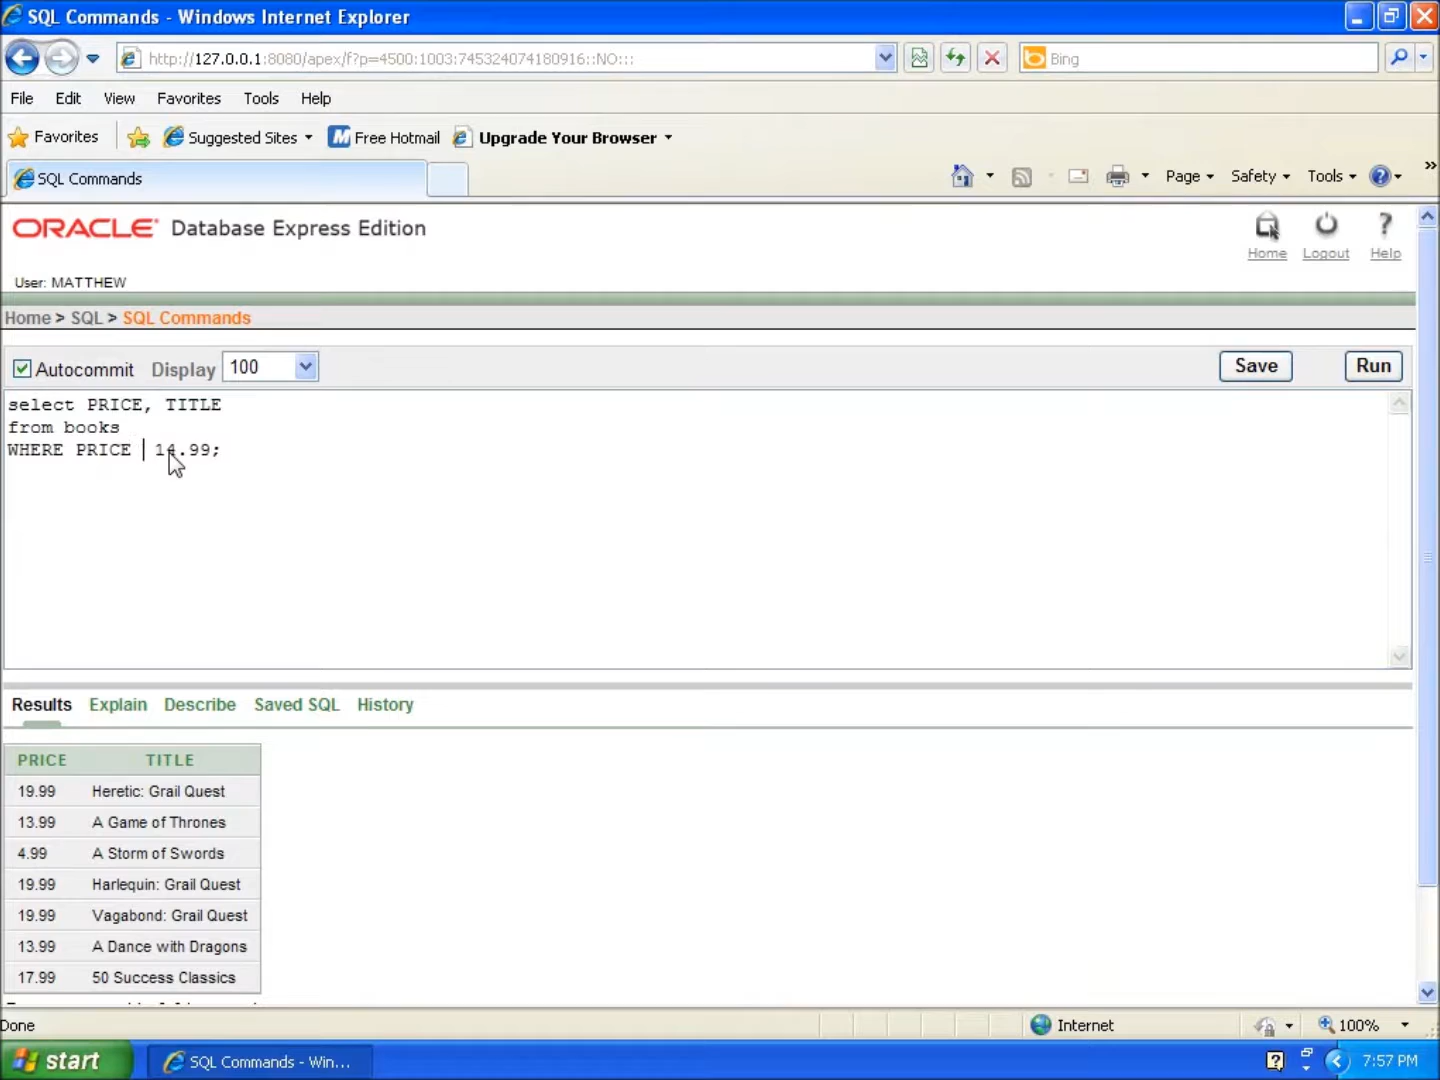 SQL Commands - Windows Internet Explorer
http://127.0.0.1:8080/apex/f?p=4500:1003:745324074180916::NO:::
Bing
File Edit View Favorites Tools Help
Favorites Suggested Sites Free Hotmail Upgrade Your Browser
SQL Commands
Page Safety Tools
ORACLE Database Express Edition
Home Logout Help
User: MATTHEW
Home > SQL > SQL Commands
Autocommit Display 100 Save Run
select PRICE, TITLE
from books
WHERE PRICE 14.99;
Results Explain Describe Saved SQL History
PRICE TITLE
19.99 Heretic: Grail Quest
13.99 A Game of Thrones
4.99 A Storm of Swords
19.99 Harlequin: Grail Quest
19.99 Vagabond: Grail Quest
13.99 A Dance with Dragons
17.99 50 Success Classics
Done Internet 100%
start SQL Commands - Win... 7:57 PM